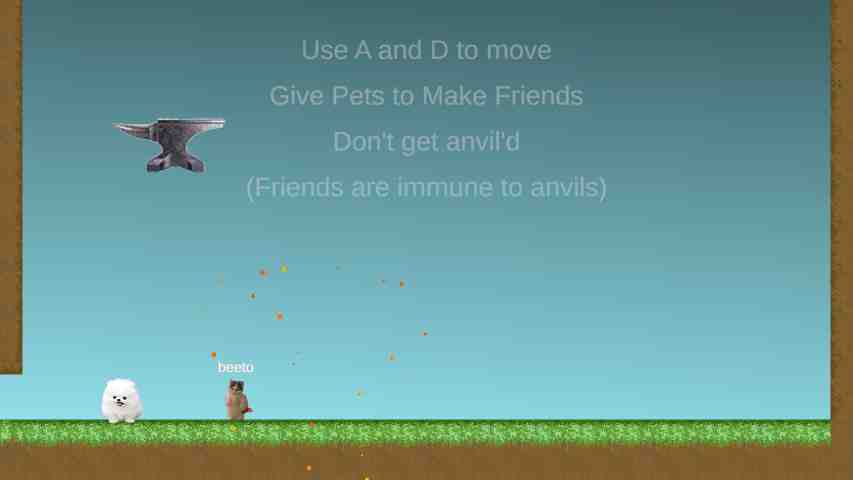 Use A and D to move
Give Pets to Make Friends
Don't get anvil'd
(Friends are immune to anvils)
beeto